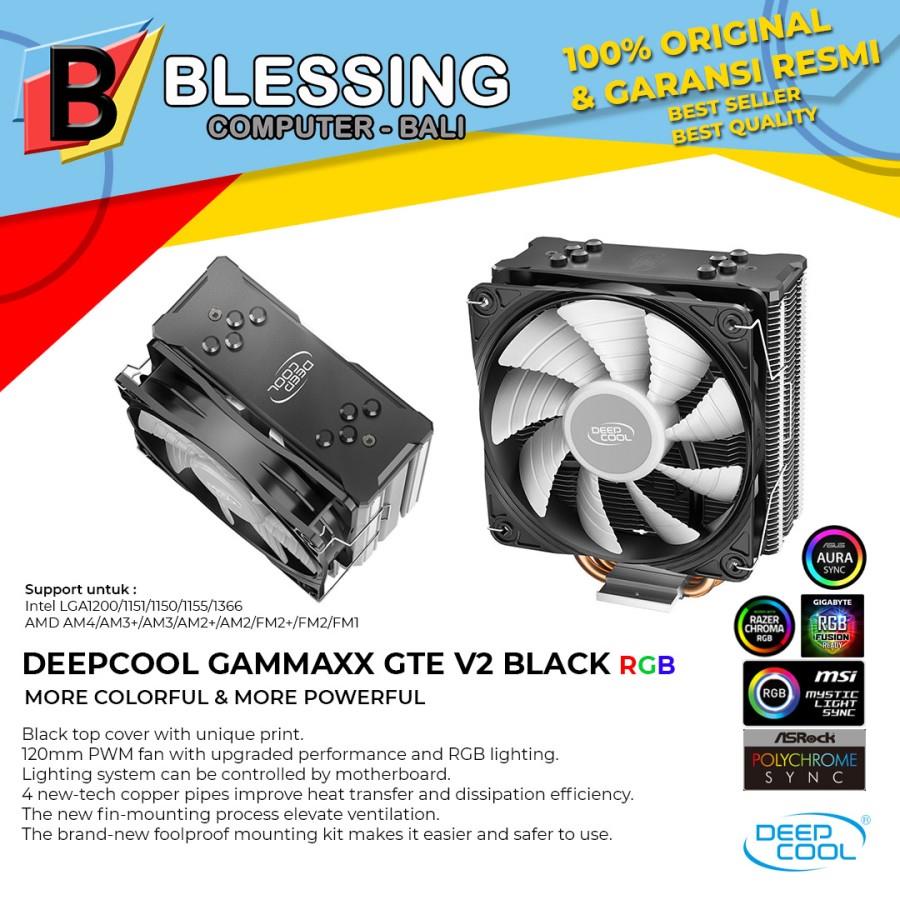 B
BLESSING
COMPUTER - BALI
100% ORIGINAL
& GARANSI RESMI
BEST SELLER
BEST QUALITY
DEEP
COOL
DEEP
COOL
ASUS
AURA
SYNC
RAZER
CHROMA
RGB
GIGABYTE
RGB
FUSION
READY
RGB
msi
MYSTIC
LIGHT
SYNC
ASRock
POLYCHROME
SYNC
Support untuk :
Intel LGA1200/1151/1150/1155/1366
AMD AM4/AM3+/AM3/AM2+/AM2/FM2+/FM2/FM1
DEEPCOOL GAMMAXX GTE V2 BLACK RGB
MORE COLORFUL & MORE POWERFUL
Black top cover with unique print.
120mm PWM fan with upgraded performance and RGB lighting.
Lighting system can be controlled by motherboard.
4 new-tech copper pipes improve heat transfer and dissipation efficiency.
The new fin-mounting process elevate ventilation.
The brand-new foolproof mounting kit makes it easier and safer to use.
DEEP
COOL®